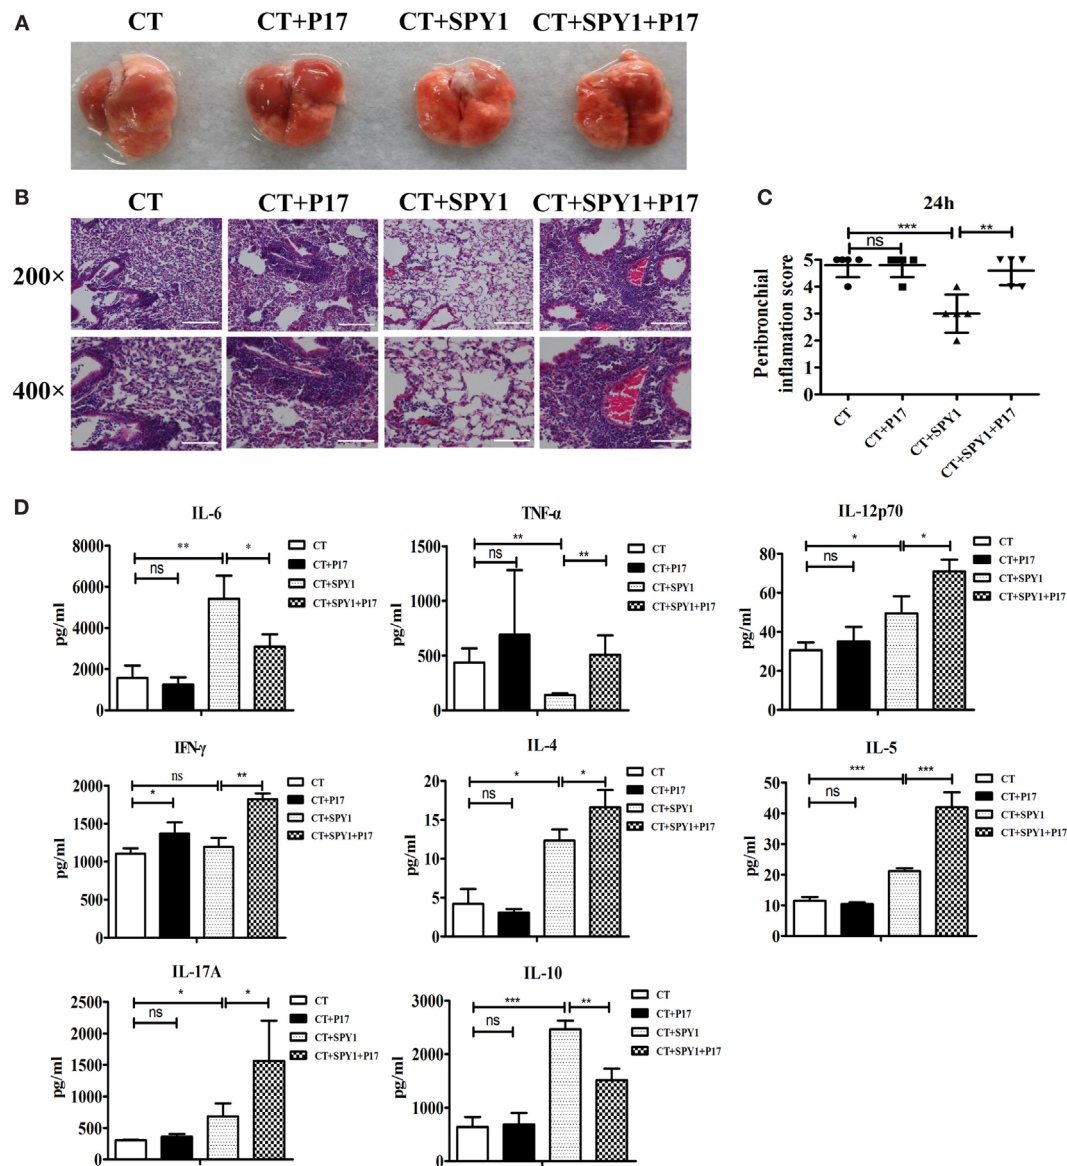 A
CT CT+P17 CT+SPY1 CT+SPY1+P17
B
CT CT+P17 CT+SPY1 CT+SPY1+P17
200×
400×
C
24h
*** **
ns
Peribronchial
inflamation score
5
4
3
2
1
0
CT CT+P17 CT+SPY1 CT+SPY1+P17
D
IL-6
pg/ml
8000
6000
4000
2000
0
** *
ns
CT
CT+P17
CT+SPY1
CT+SPY1+P17
TNF-α
pg/ml
1500
1000
500
0
** **
ns
CT
CT+P17
CT+SPY1
CT+SPY1+P17
IL-12p70
pg/ml
80
60
40
20
0
* *
ns
CT
CT+P17
CT+SPY1
CT+SPY1+P17
IFN-γ
pg/ml
2000
1500
1000
500
0
ns **
*
CT
CT+P17
CT+SPY1
CT+SPY1+P17
IL-4
pg/ml
20
15
10
5
0
* *
ns
CT
CT+P17
CT+SPY1
CT+SPY1+P17
IL-5
pg/ml
50
40
30
20
10
0
*** ***
ns
CT
CT+P17
CT+SPY1
CT+SPY1+P17
IL-17A
pg/ml
2500
2000
1500
1000
500
0
* *
ns
CT
CT+P17
CT+SPY1
CT+SPY1+P17
IL-10
pg/ml
3000
2000
1000
0
*** **
ns
CT
CT+P17
CT+SPY1
CT+SPY1+P17